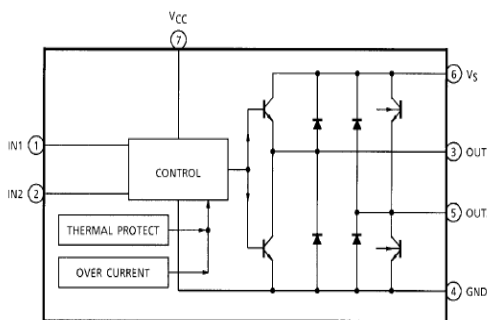 VCC
7
6 VS
IN1 1
3 OUT
CONTROL
IN2 2
5 OUT
THERMAL PROTECT
OVER CURRENT
4 GND